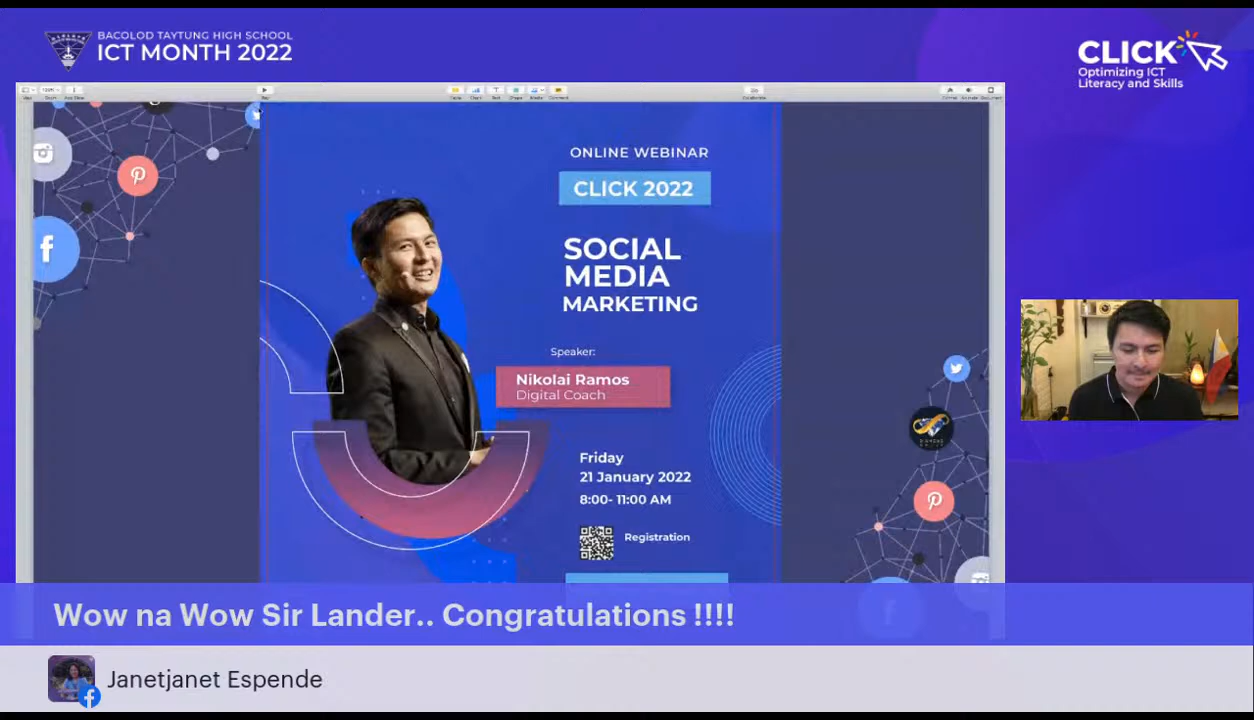 BACOLOD TAYTUNG HIGH SCHOOL
ICT MONTH 2022
CLICK
Optimizing ICT
Literacy and Skills
ONLINE WEBINAR
CLICK 2022
SOCIAL
MEDIA
MARKETING
Speaker:
Nikolai Ramos
Digital Coach
Friday
21 January 2022
8:00- 11:00 AM
Registration
Wow na Wow Sir Lander.. Congratulations !!!!
Janetjanet Espende